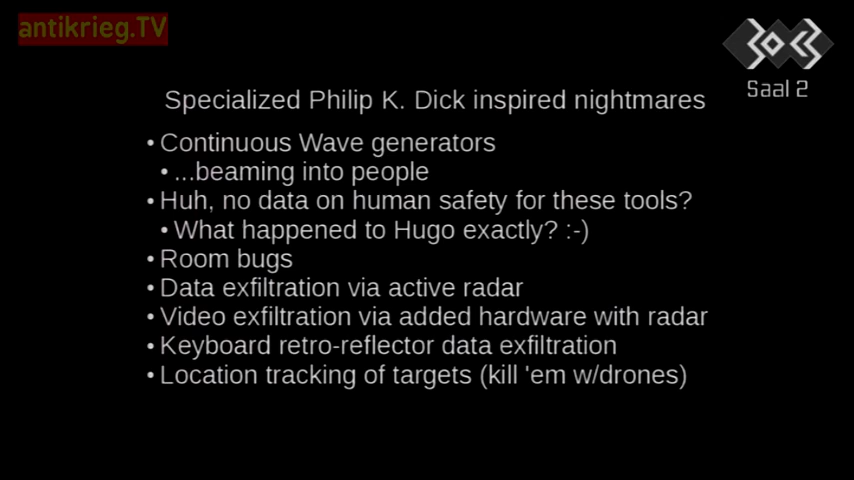 antikrieg.TV
Saal 2
Specialized Philip K. Dick inspired nightmares
• Continuous Wave generators
• ...beaming into people
• Huh, no data on human safety for these tools?
• What happened to Hugo exactly? :-)
• Room bugs
• Data exfiltration via active radar
• Video exfiltration via added hardware with radar
• Keyboard retro-reflector data exfiltration
• Location tracking of targets (kill 'em w/drones)